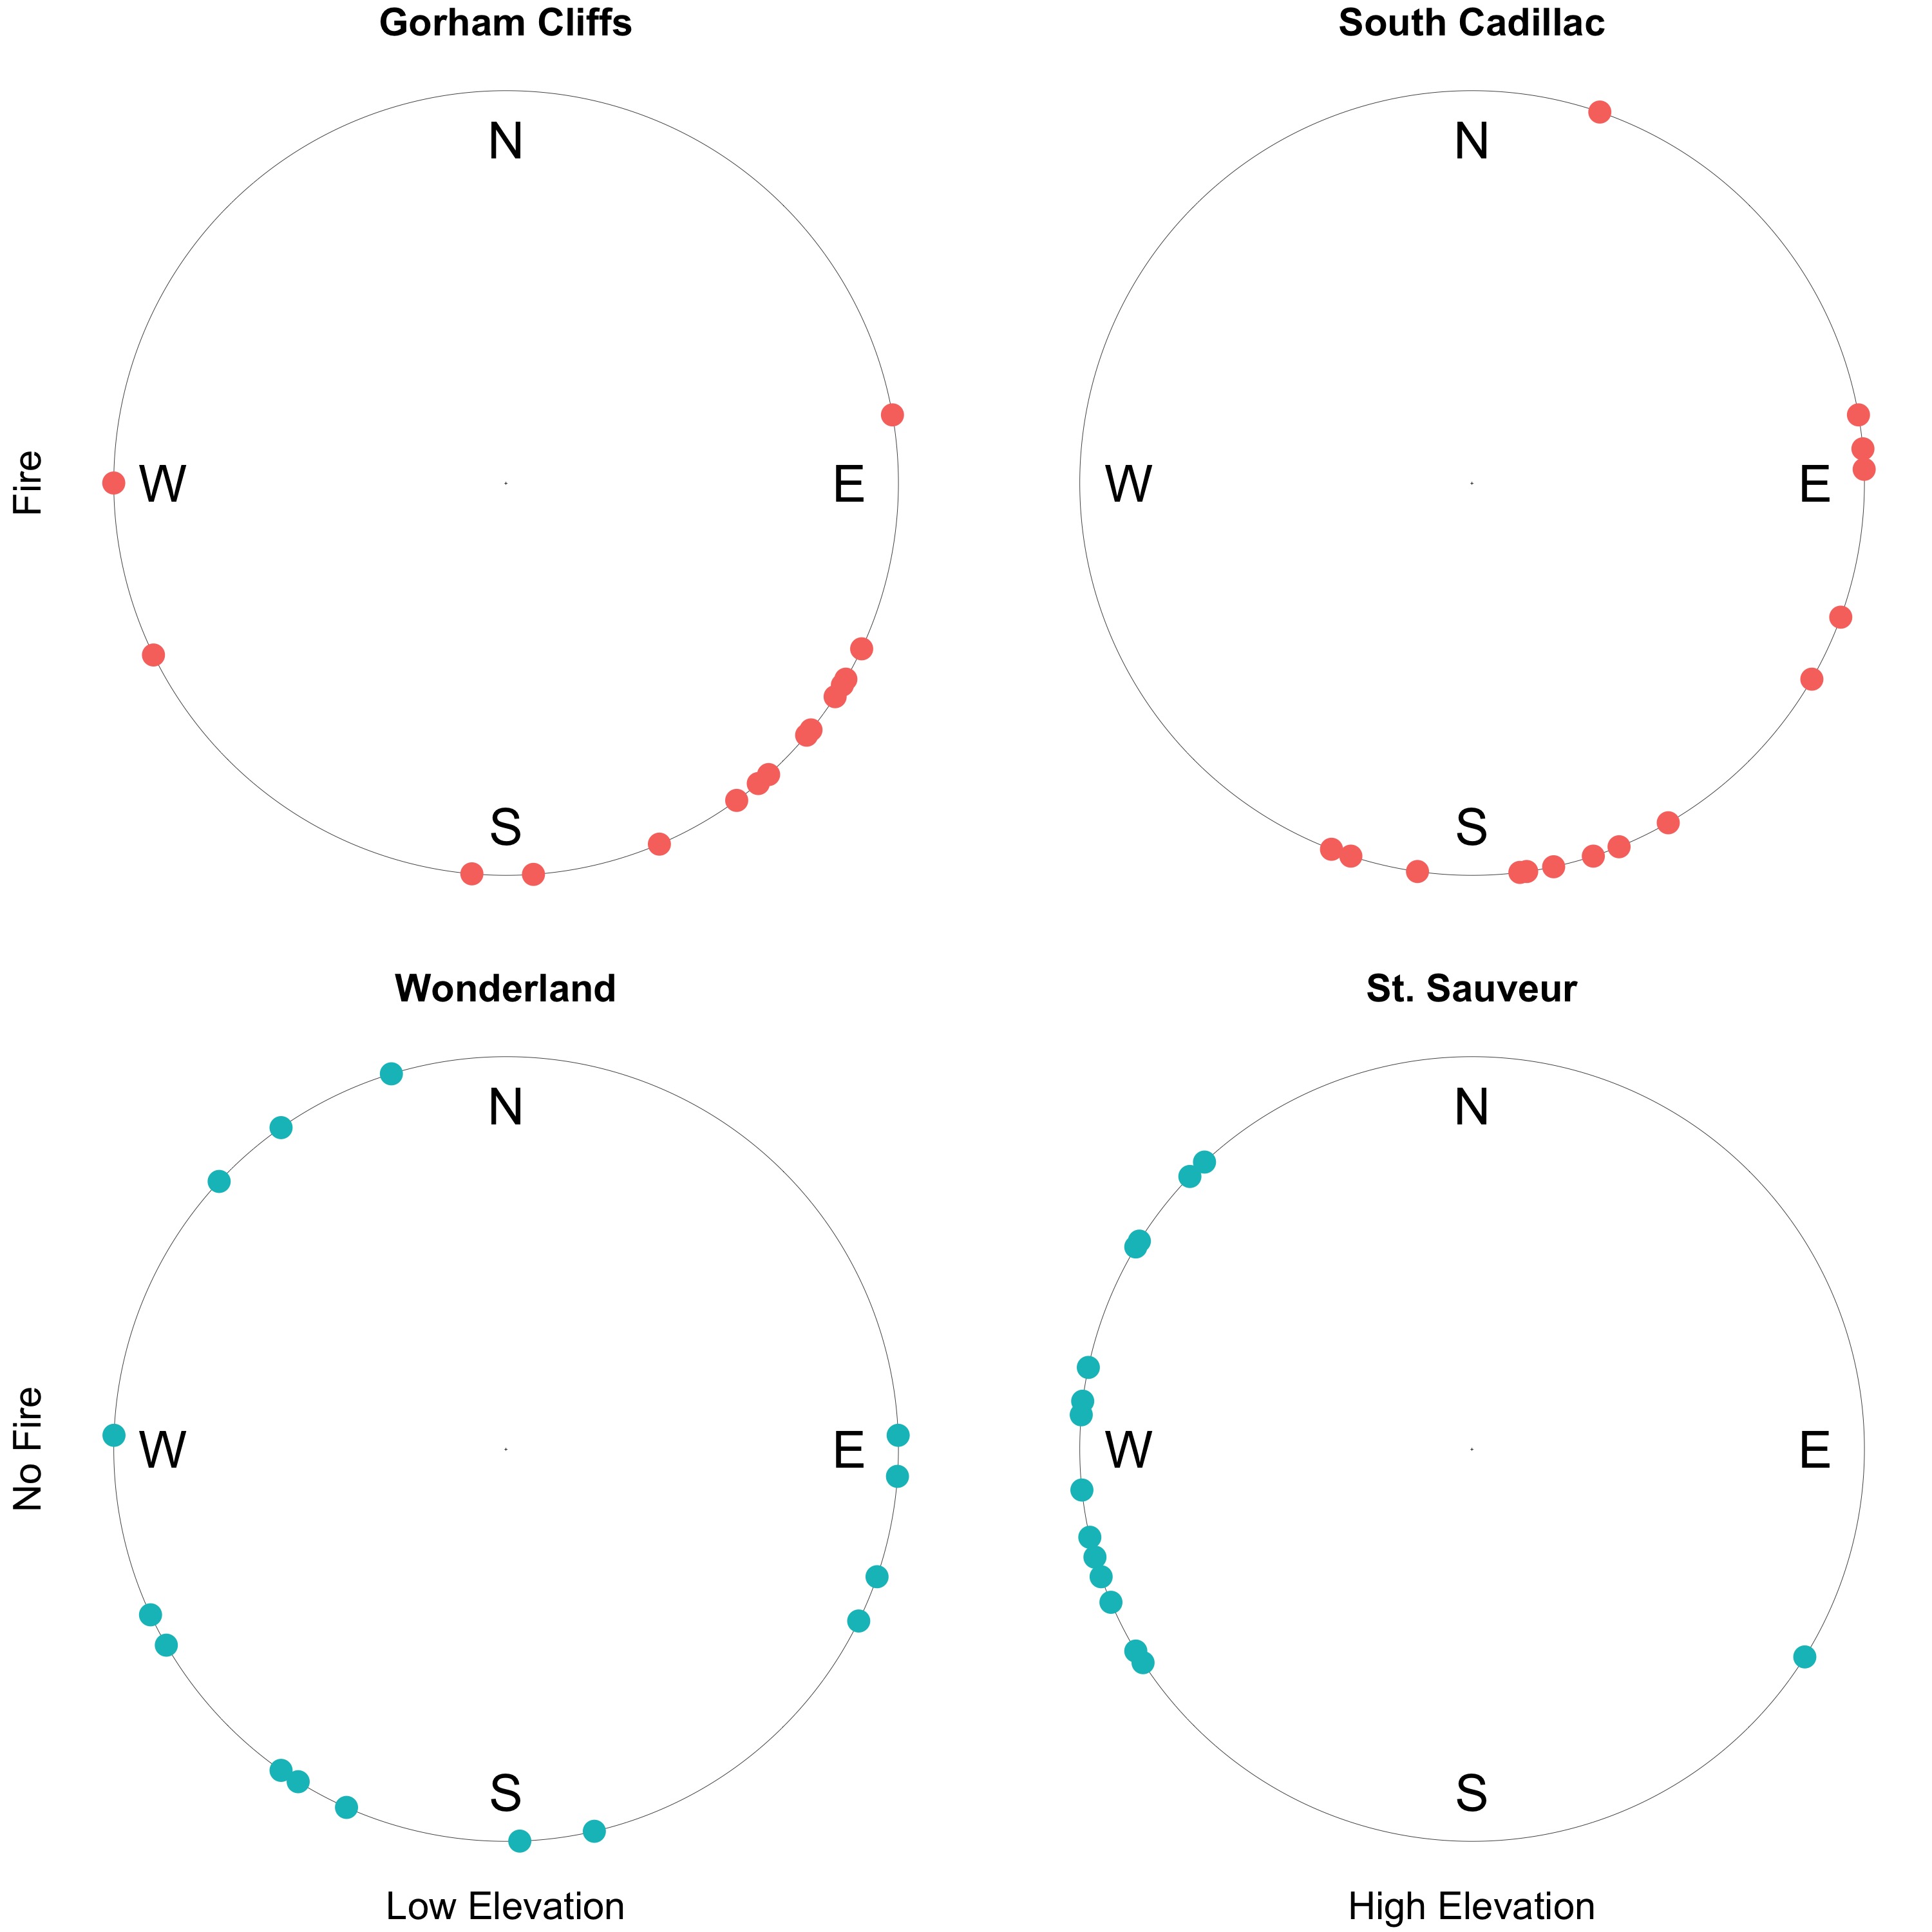 Gorham Cliffs
South Cadillac
N
N
Fire
W
E
W
E
S
S
Wonderland
St. Sauveur
N
N
No Fire
W
E
W
E
S
S
Low Elevation
High Elevation